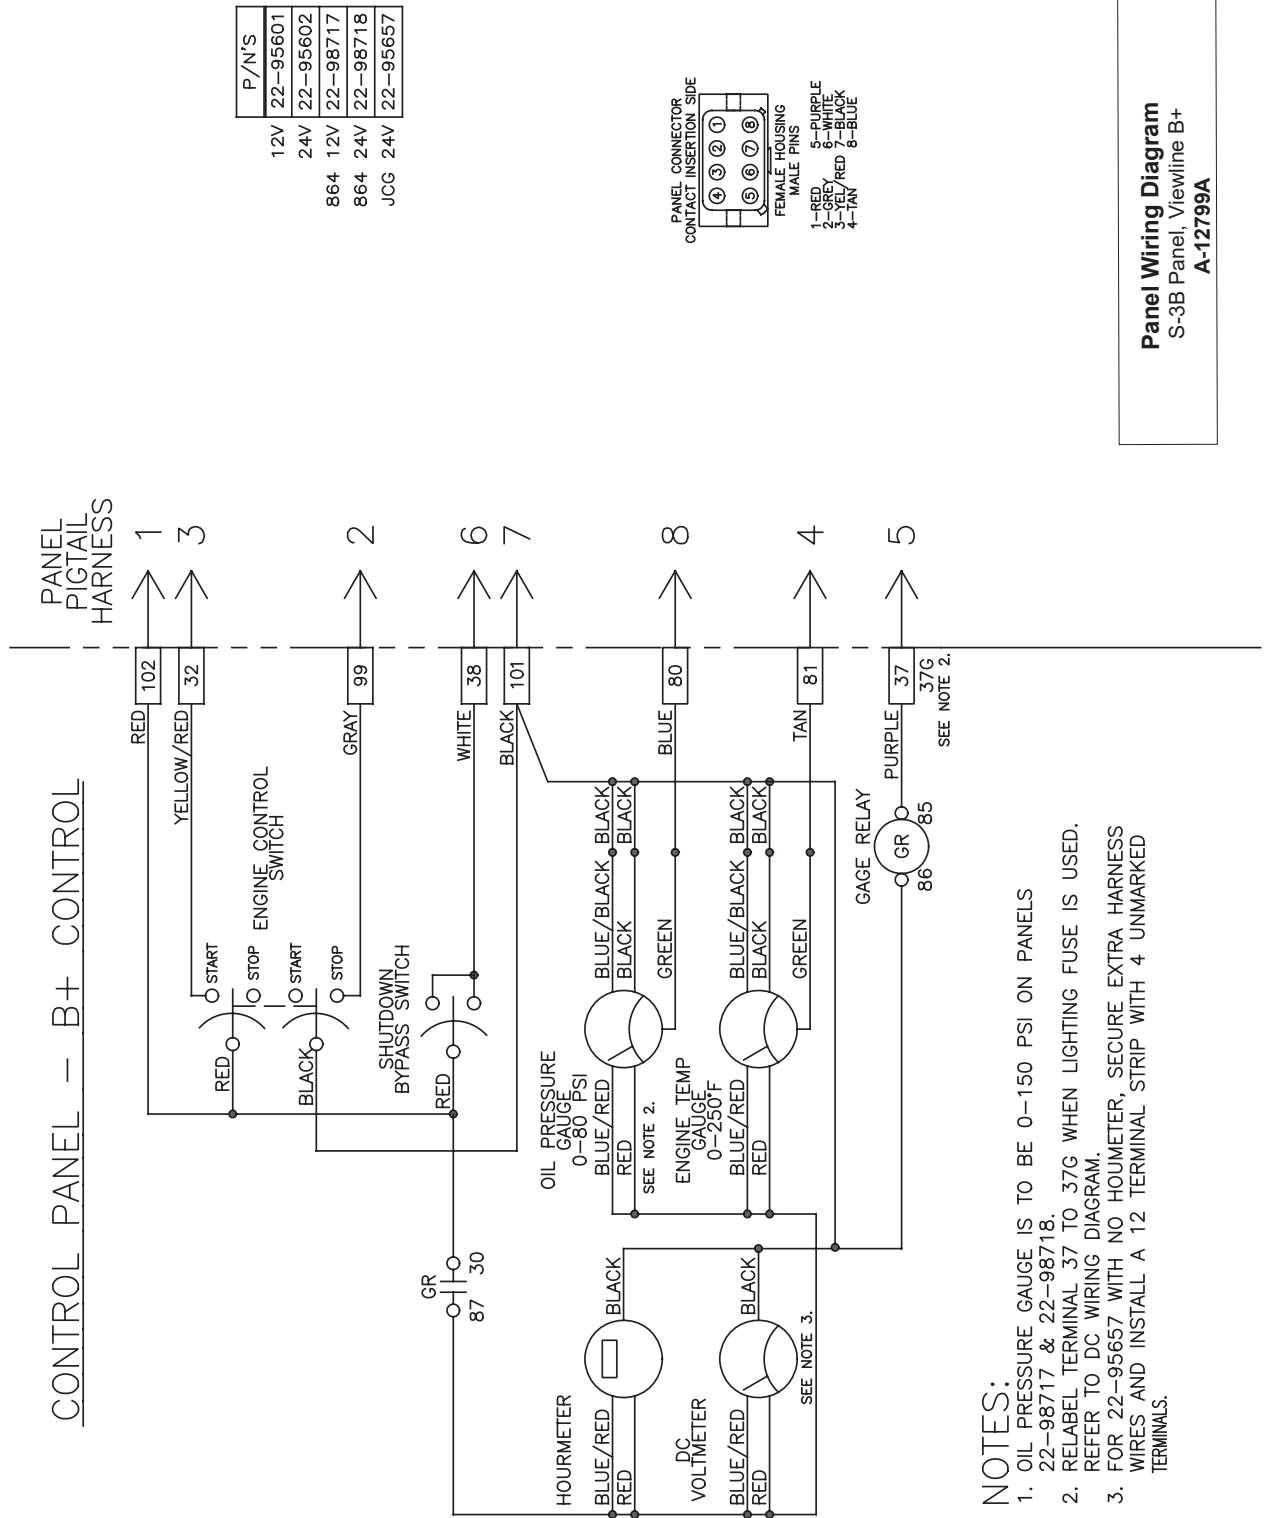 CONTROL PANEL – B+ CONTROL
PANEL
PIGTAIL
HARNESS
P/N'S
12V 22–95601
24V 22–95602
864 12V 22–98717
864 24V 22–98718
JCG 24V 22–95657
RED
102
1
YELLOW/RED
32
3
START
STOP
START
STOP
ENGINE CONTROL
SWITCH
RED
BLACK
GRAY
99
2
SHUTDOWN
BYPASS SWITCH
RED
WHITE
38
6
BLACK
101
7
GR
87
30
OIL PRESSURE
GAUGE
0–80 PSI
BLUE/RED
RED
SEE NOTE 2.
BLUE/BLACK
BLACK
BLACK
BLACK
GREEN
BLUE
80
8
ENGINE TEMP
GAUGE
0–250°F
BLUE/RED
RED
BLUE/BLACK
BLACK
BLACK
BLACK
GREEN
TAN
81
4
HOURMETER
BLUE/RED
RED
BLACK
DC
VOLTMETER
BLUE/RED
RED
BLACK
SEE NOTE 3.
GAGE RELAY
GR
86
85
PURPLE
37
37G
SEE NOTE 2.
5
PANEL CONNECTOR
CONTACT INSERTION SIDE
4 3 2 1
5 6 7 8
FEMALE HOUSING
MALE PINS
1–RED 5–PURPLE
2–GREY 6–WHITE
3–YEL/RED 7–BLACK
4–TAN 8–BLUE
NOTES:
1. OIL PRESSURE GAUGE IS TO BE 0–150 PSI ON PANELS
22–98717 & 22–98718.
2. RELABEL TERMINAL 37 TO 37G WHEN LIGHTING FUSE IS USED.
REFER TO DC WIRING DIAGRAM.
3. FOR 22–95657 WITH NO HOUMETER, SECURE EXTRA HARNESS
WIRES AND INSTALL A 12 TERMINAL STRIP WITH 4 UNMARKED
TERMINALS.
Panel Wiring Diagram
S-3B Panel, Viewline B+
A-12799A